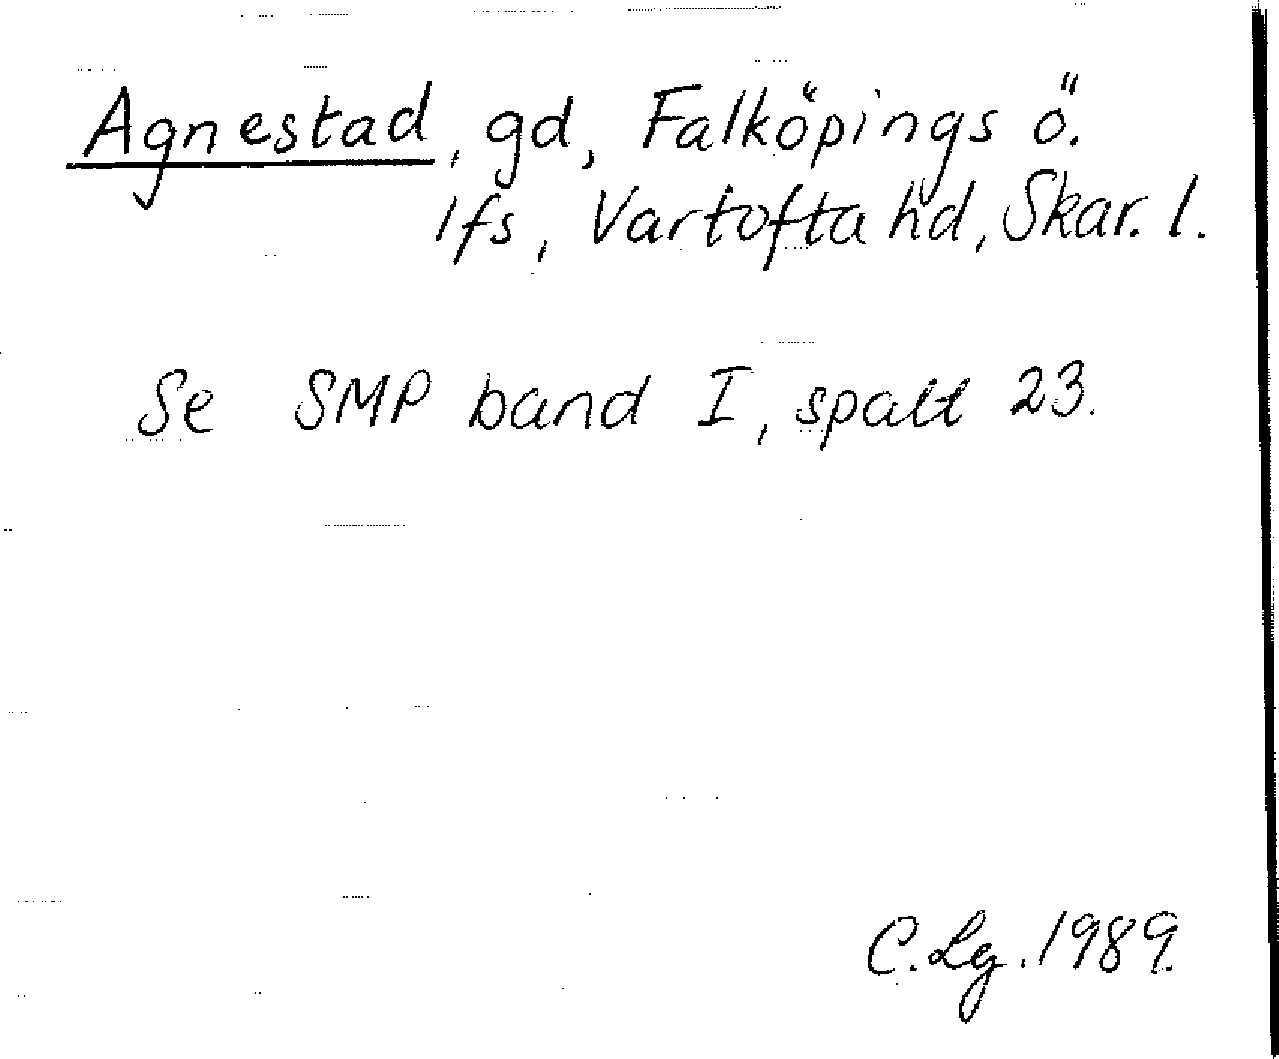 Agnestad, gd, Falköpings ö.
lfs, Vartofta hd, Skar. l.
Se SMP band I, spalt 23.
C. Lg. 1989.